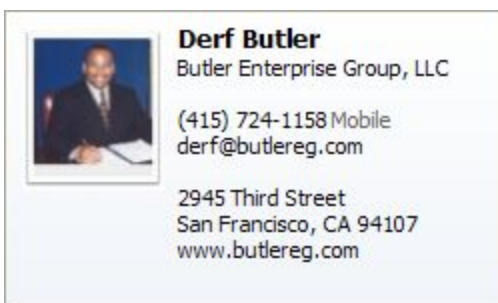 Derf Butler
Butler Enterprise Group, LLC
(415) 724-1158 Mobile
derf@butlereg.com
2945 Third Street
San Francisco, CA 94107
www.butlereg.com